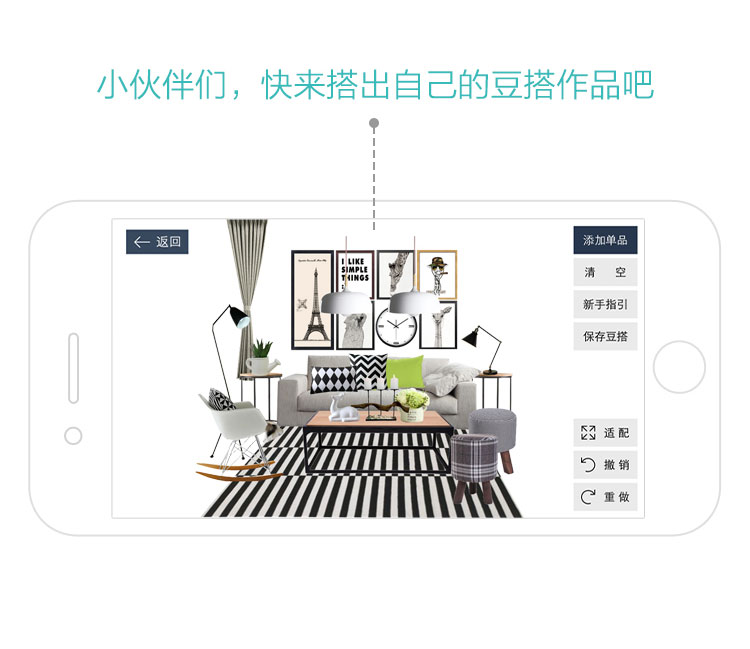 小伙伴们，快来搭出自己的豆搭作品吧
返回
添加单品
清 空
新手指引
保存豆搭
I LIKE
SIMPLE
THINGS
适 配
撤 销
重 做